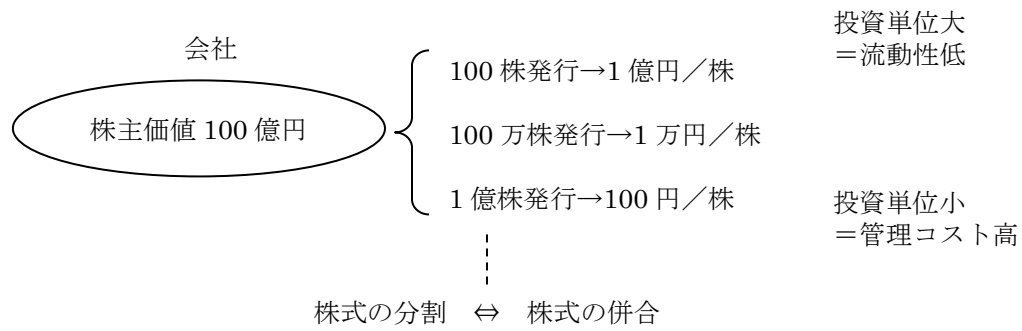 投資単位大
＝流動性低
会社
100 株発行→1 億円／株
株主価値 100 億円
100 万株発行→1 万円／株
1 億株発行→100 円／株
投資単位小
＝管理コスト高
株式の分割 ⇔ 株式の併合